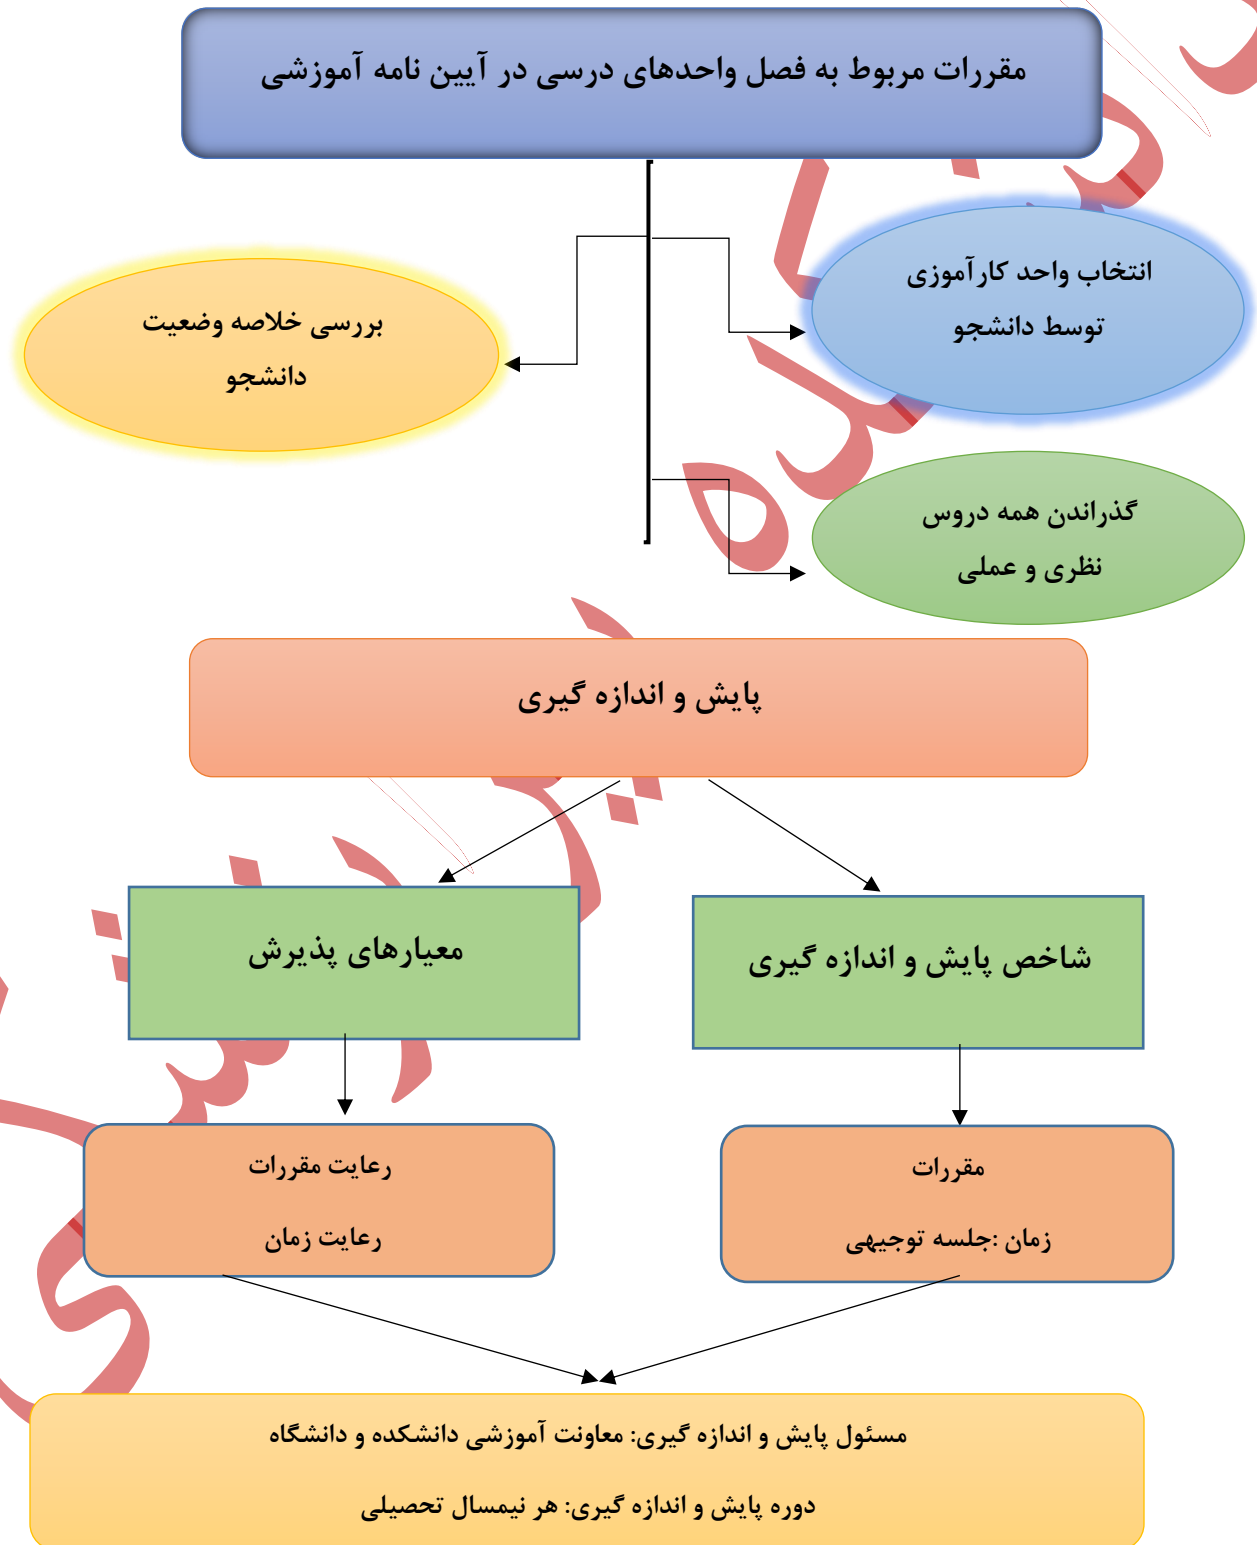 مقررات مربوط به فصل واحدهای درسی در آیین نامه آموزشی
انتخاب واحد کارآموزی
توسط دانشجو
بررسی خلاصه وضعیت
دانشجو
گذراندن همه دروس
نظری و عملی
پایش و اندازه گیری
شاخص پایش و اندازه گیری
معیارهای پذیرش
مقررات
زمان :جلسه توجیهی
رعایت مقررات
رعایت زمان
مسئول پایش و اندازه گیری: معاونت آموزشی دانشکده و دانشگاه
دوره پایش و اندازه گیری: هر نیمسال تحصیلی